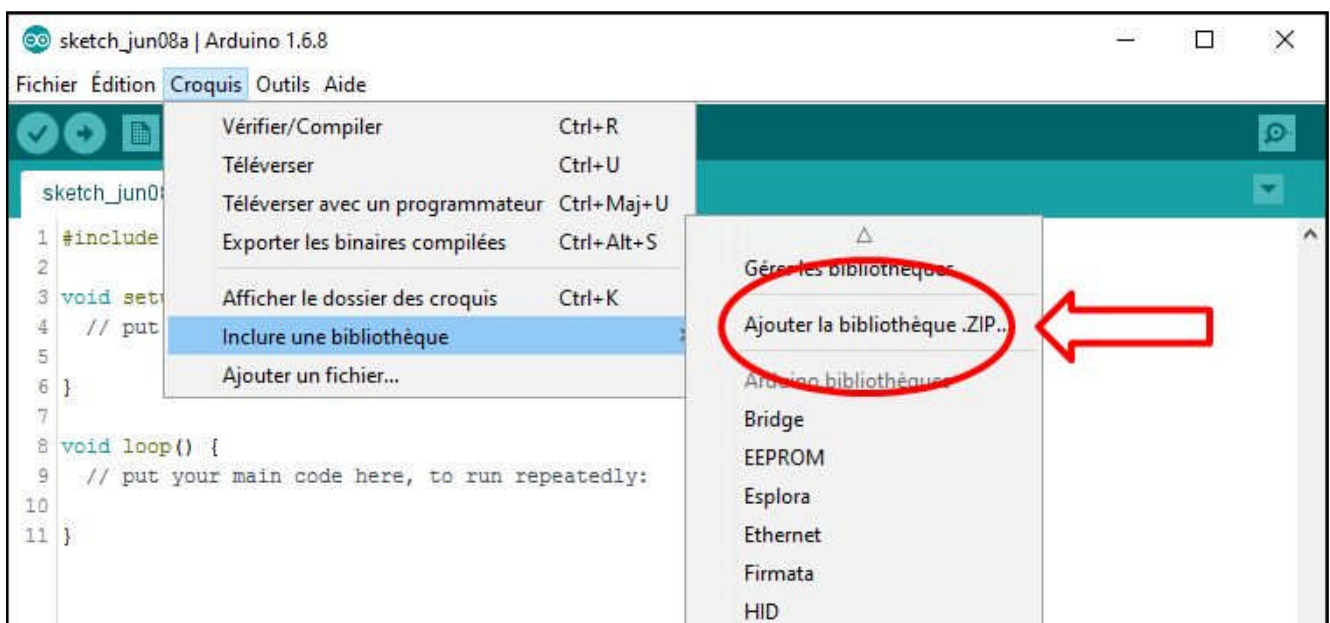 sketch_jun08a | Arduino 1.6.8
Fichier Édition Croquis Outils Aide
Vérifier/Compiler Ctrl+R
Téléverser Ctrl+U
Téléverser avec un programmateur Ctrl+Maj+U
Exporter les binaires compilées Ctrl+Alt+S
Afficher le dossier des croquis Ctrl+K
Inclure une bibliothèque
Ajouter un fichier...
Gérer les bibliothèques
Ajouter la bibliothèque .ZIP...
Arduino bibliothèques
Bridge
EEPROM
Esplora
Ethernet
Firmata
HID
sketch_jun08
1 #include
2
3 void setu
4 // put
5
6 }
7
8 void loop() {
9 // put your main code here, to run repeatedly:
10
11 }